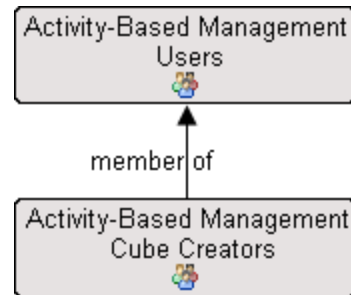 Activity-Based Management
Users
member of
Activity-Based Management
Cube Creators